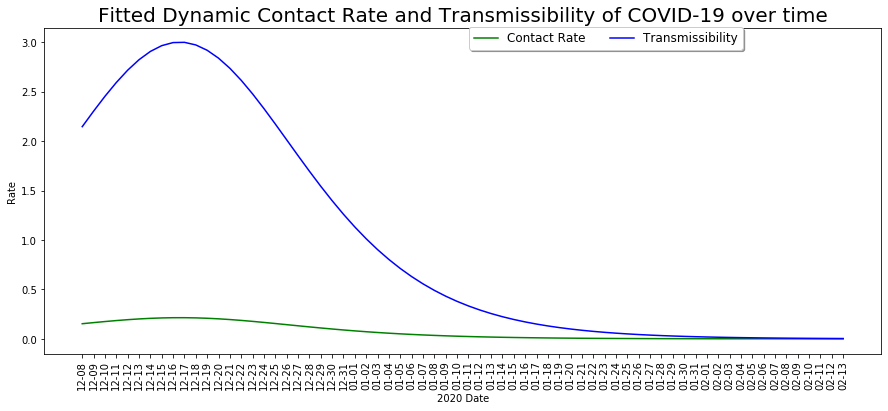 Fitted Dynamic Contact Rate and Transmissibility of COVID-19 over time
Contact Rate Transmissibility
3.0
2.5
2.0
1.5
1.0
0.5
0.0
Rate
12-08 12-09 12-10 12-11 12-12 12-13 12-14 12-15 12-16 12-17 12-18 12-19 12-20 12-21 12-22 12-23 12-24 12-25 12-26 12-27 12-28 12-29 12-30 12-31 01-01 01-02 01-03 01-04 01-05 01-06 01-07 01-08 01-09 01-10 01-11 01-12 01-13 01-14 01-15 01-16 01-17 01-18 01-19 01-20 01-21 01-22 01-23 01-24 01-25 01-26 01-27 01-28 01-29 01-30 01-31 02-01 02-02 02-03 02-04 02-05 02-06 02-07 02-08 02-09 02-10 02-11 02-12 02-13
2020 Date